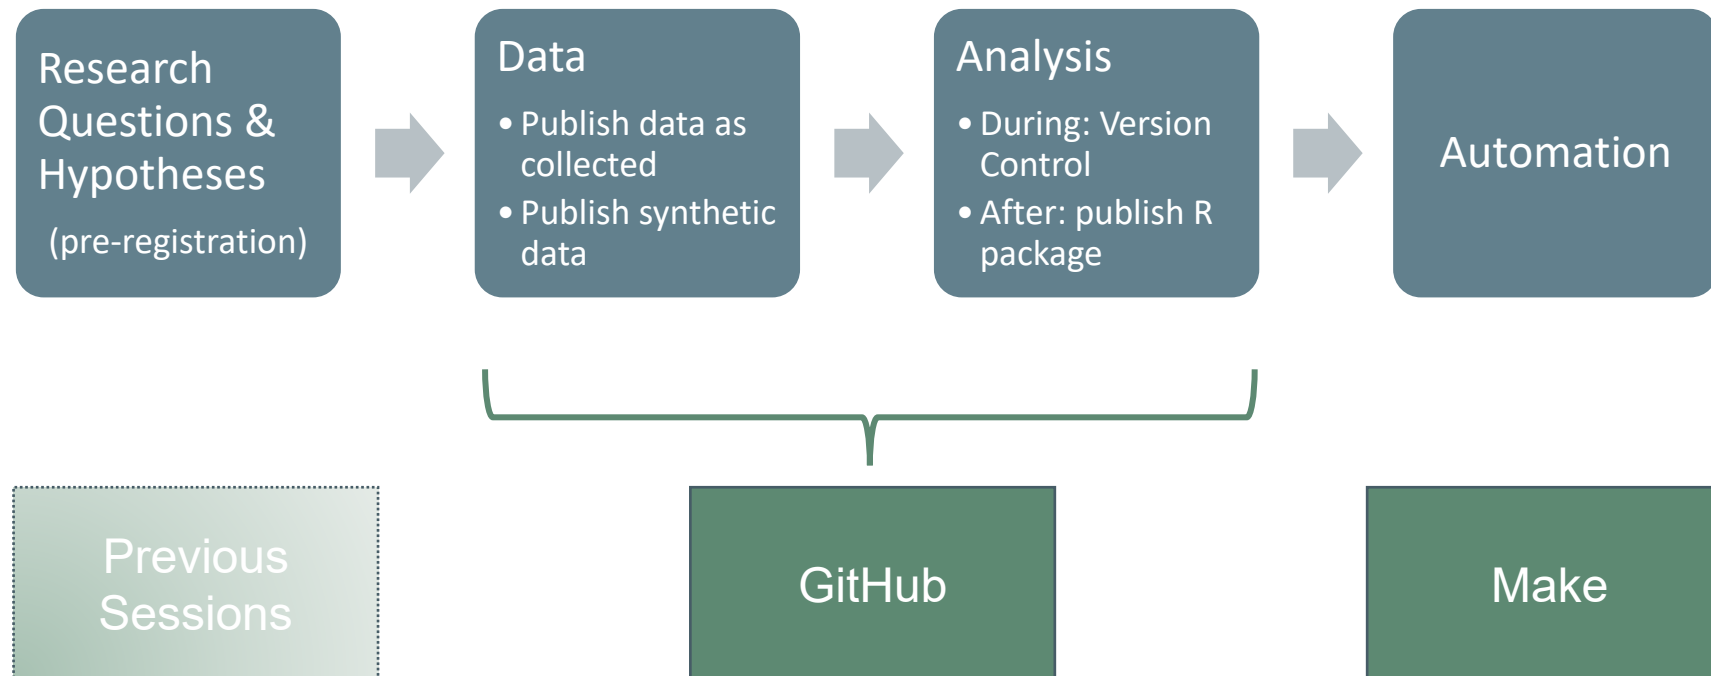 Research
Questions &
Hypotheses
(pre-registration)
Data
• Publish data as
collected
• Publish synthetic
data
Analysis
• During: Version
Control
• After: publish R
package
Automation
Previous
Sessions
GitHub
Make